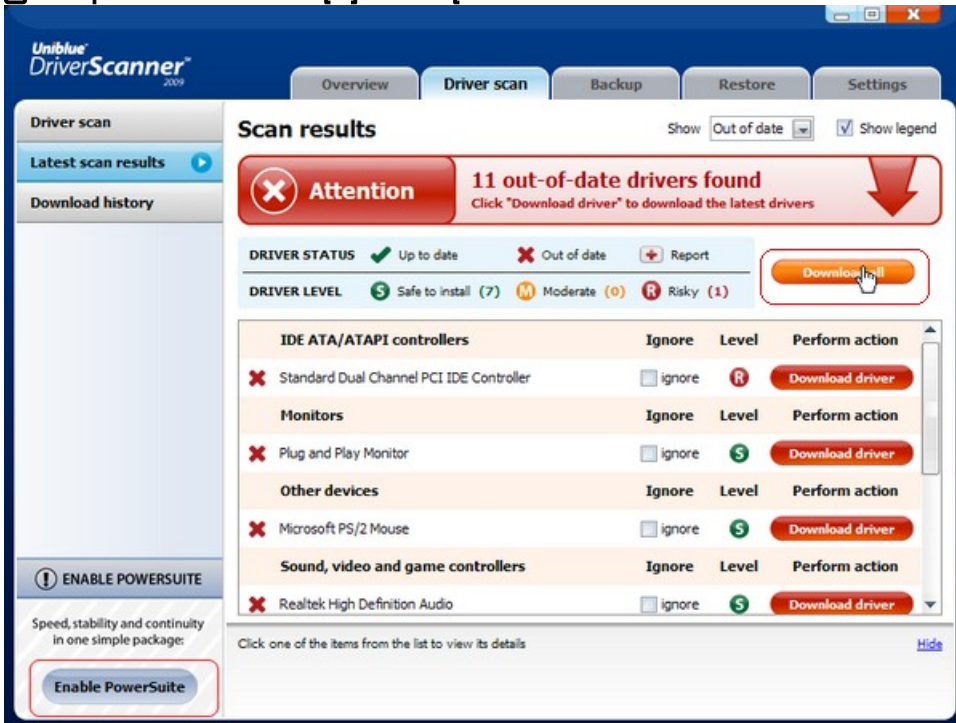 Uniblue
DriverScanner™
2009
Overview
Driver scan
Backup
Restore
Settings
Driver scan
Latest scan results
Download history
Scan results
Show Out of date
Show legend
Attention
11 out-of-date drivers found
Click "Download driver" to download the latest drivers
DRIVER STATUS Up to date Out of date Report
DRIVER LEVEL S Safe to install (7) M Moderate (0) R Risky (1)
IDE ATA/ATAPI controllers Ignore Level Perform action
Standard Dual Channel PCI IDE Controller ignore R Download driver
Monitors Ignore Level Perform action
Plug and Play Monitor ignore S Download driver
Other devices Ignore Level Perform action
Microsoft PS/2 Mouse ignore S Download driver
Sound, video and game controllers Ignore Level Perform action
Realtek High Definition Audio ignore S Download driver
ENABLE POWERSUITE
Speed, stability and continuity
in one simple package:
Enable PowerSuite
Click one of the items from the list to view its details
Hide